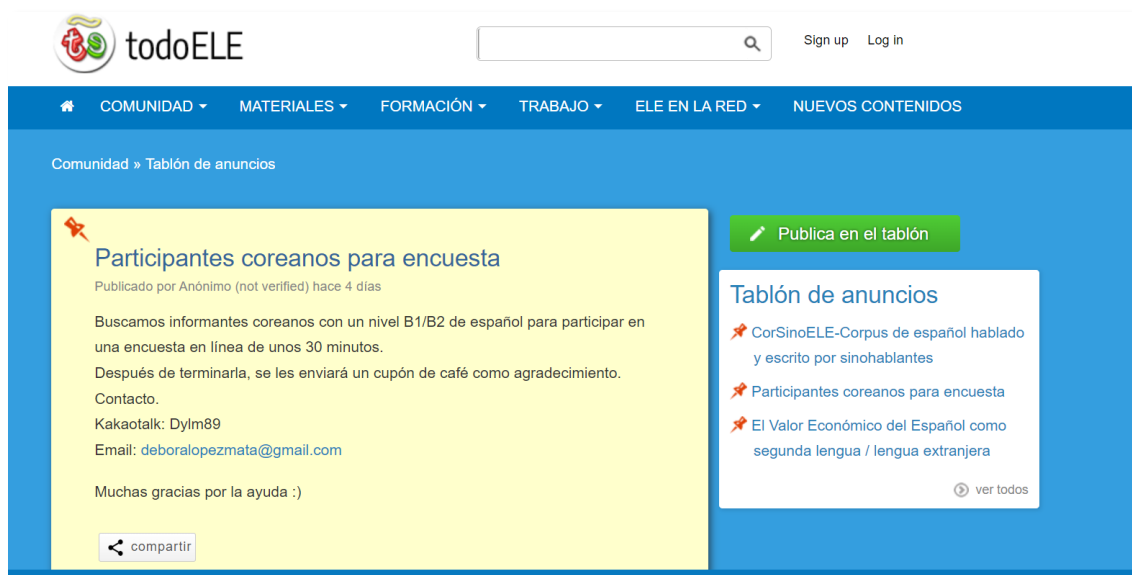 todoELE
Sign up Log in
COMUNIDAD MATERIALES FORMACIÓN TRABAJO ELE EN LA RED NUEVOS CONTENIDOS
Comunidad » Tablón de anuncios
Participantes coreanos para encuesta
Publicado por Anónimo (not verified) hace 4 días
Buscamos informantes coreanos con un nivel B1/B2 de español para participar en
una encuesta en línea de unos 30 minutos.
Después de terminarla, se les enviará un cupón de café como agradecimiento.
Contacto.
Kakaotalk: Dylm89
Email: deboralopezmata@gmail.com
Muchas gracias por la ayuda :)
compartir
Publica en el tablón
Tablón de anuncios
CorSinoELE-Corpus de español hablado
y escrito por sinohablantes
Participantes coreanos para encuesta
El Valor Económico del Español como
segunda lengua / lengua extranjera
ver todos